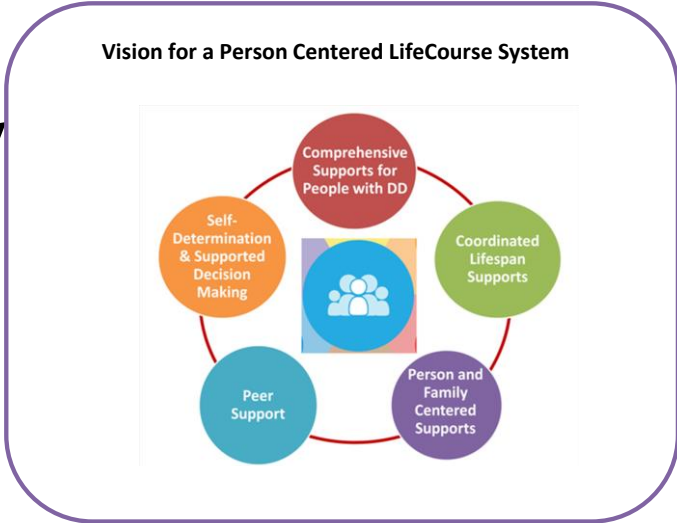 Vision for a Person Centered LifeCourse System
Comprehensive
Supports for
People with DD
Self-
Determination
& Supported
Decision
Making
Coordinated
Lifespan
Supports
Peer
Support
Person and
Family
Centered
Supports